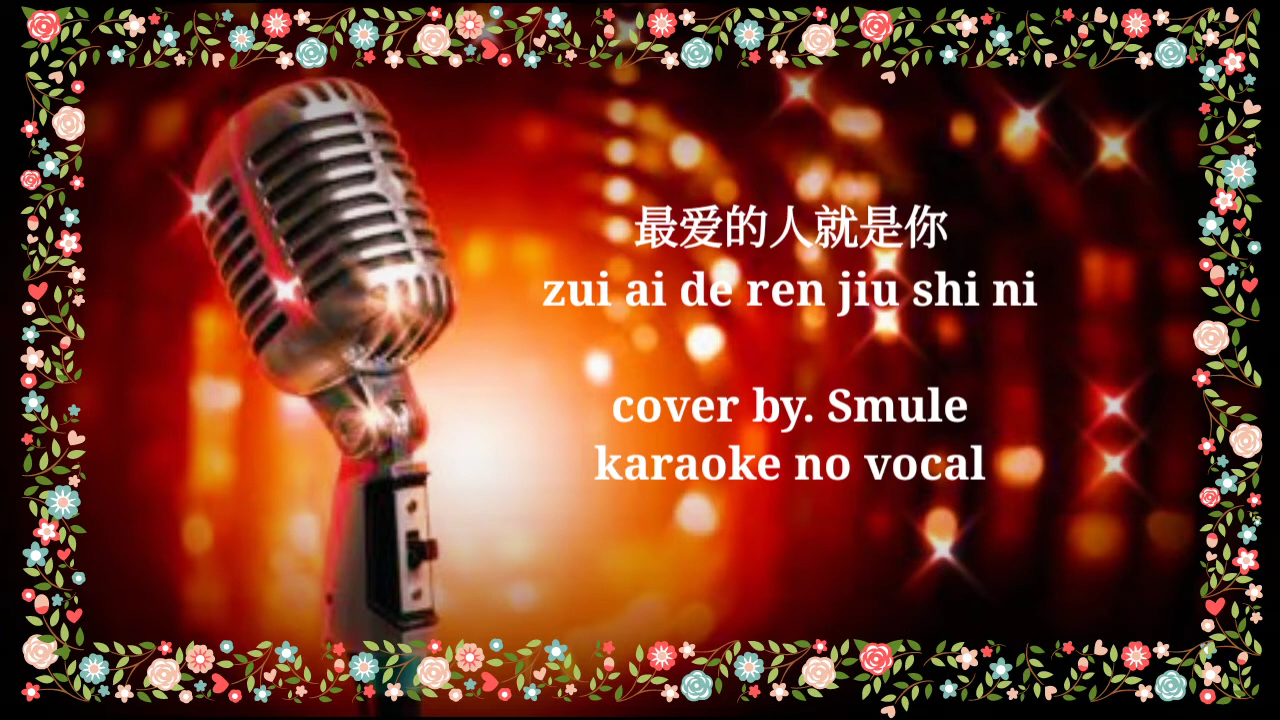 最爱的人就是你
zui ai de ren jiu shi ni
cover by. Smule
karaoke no vocal